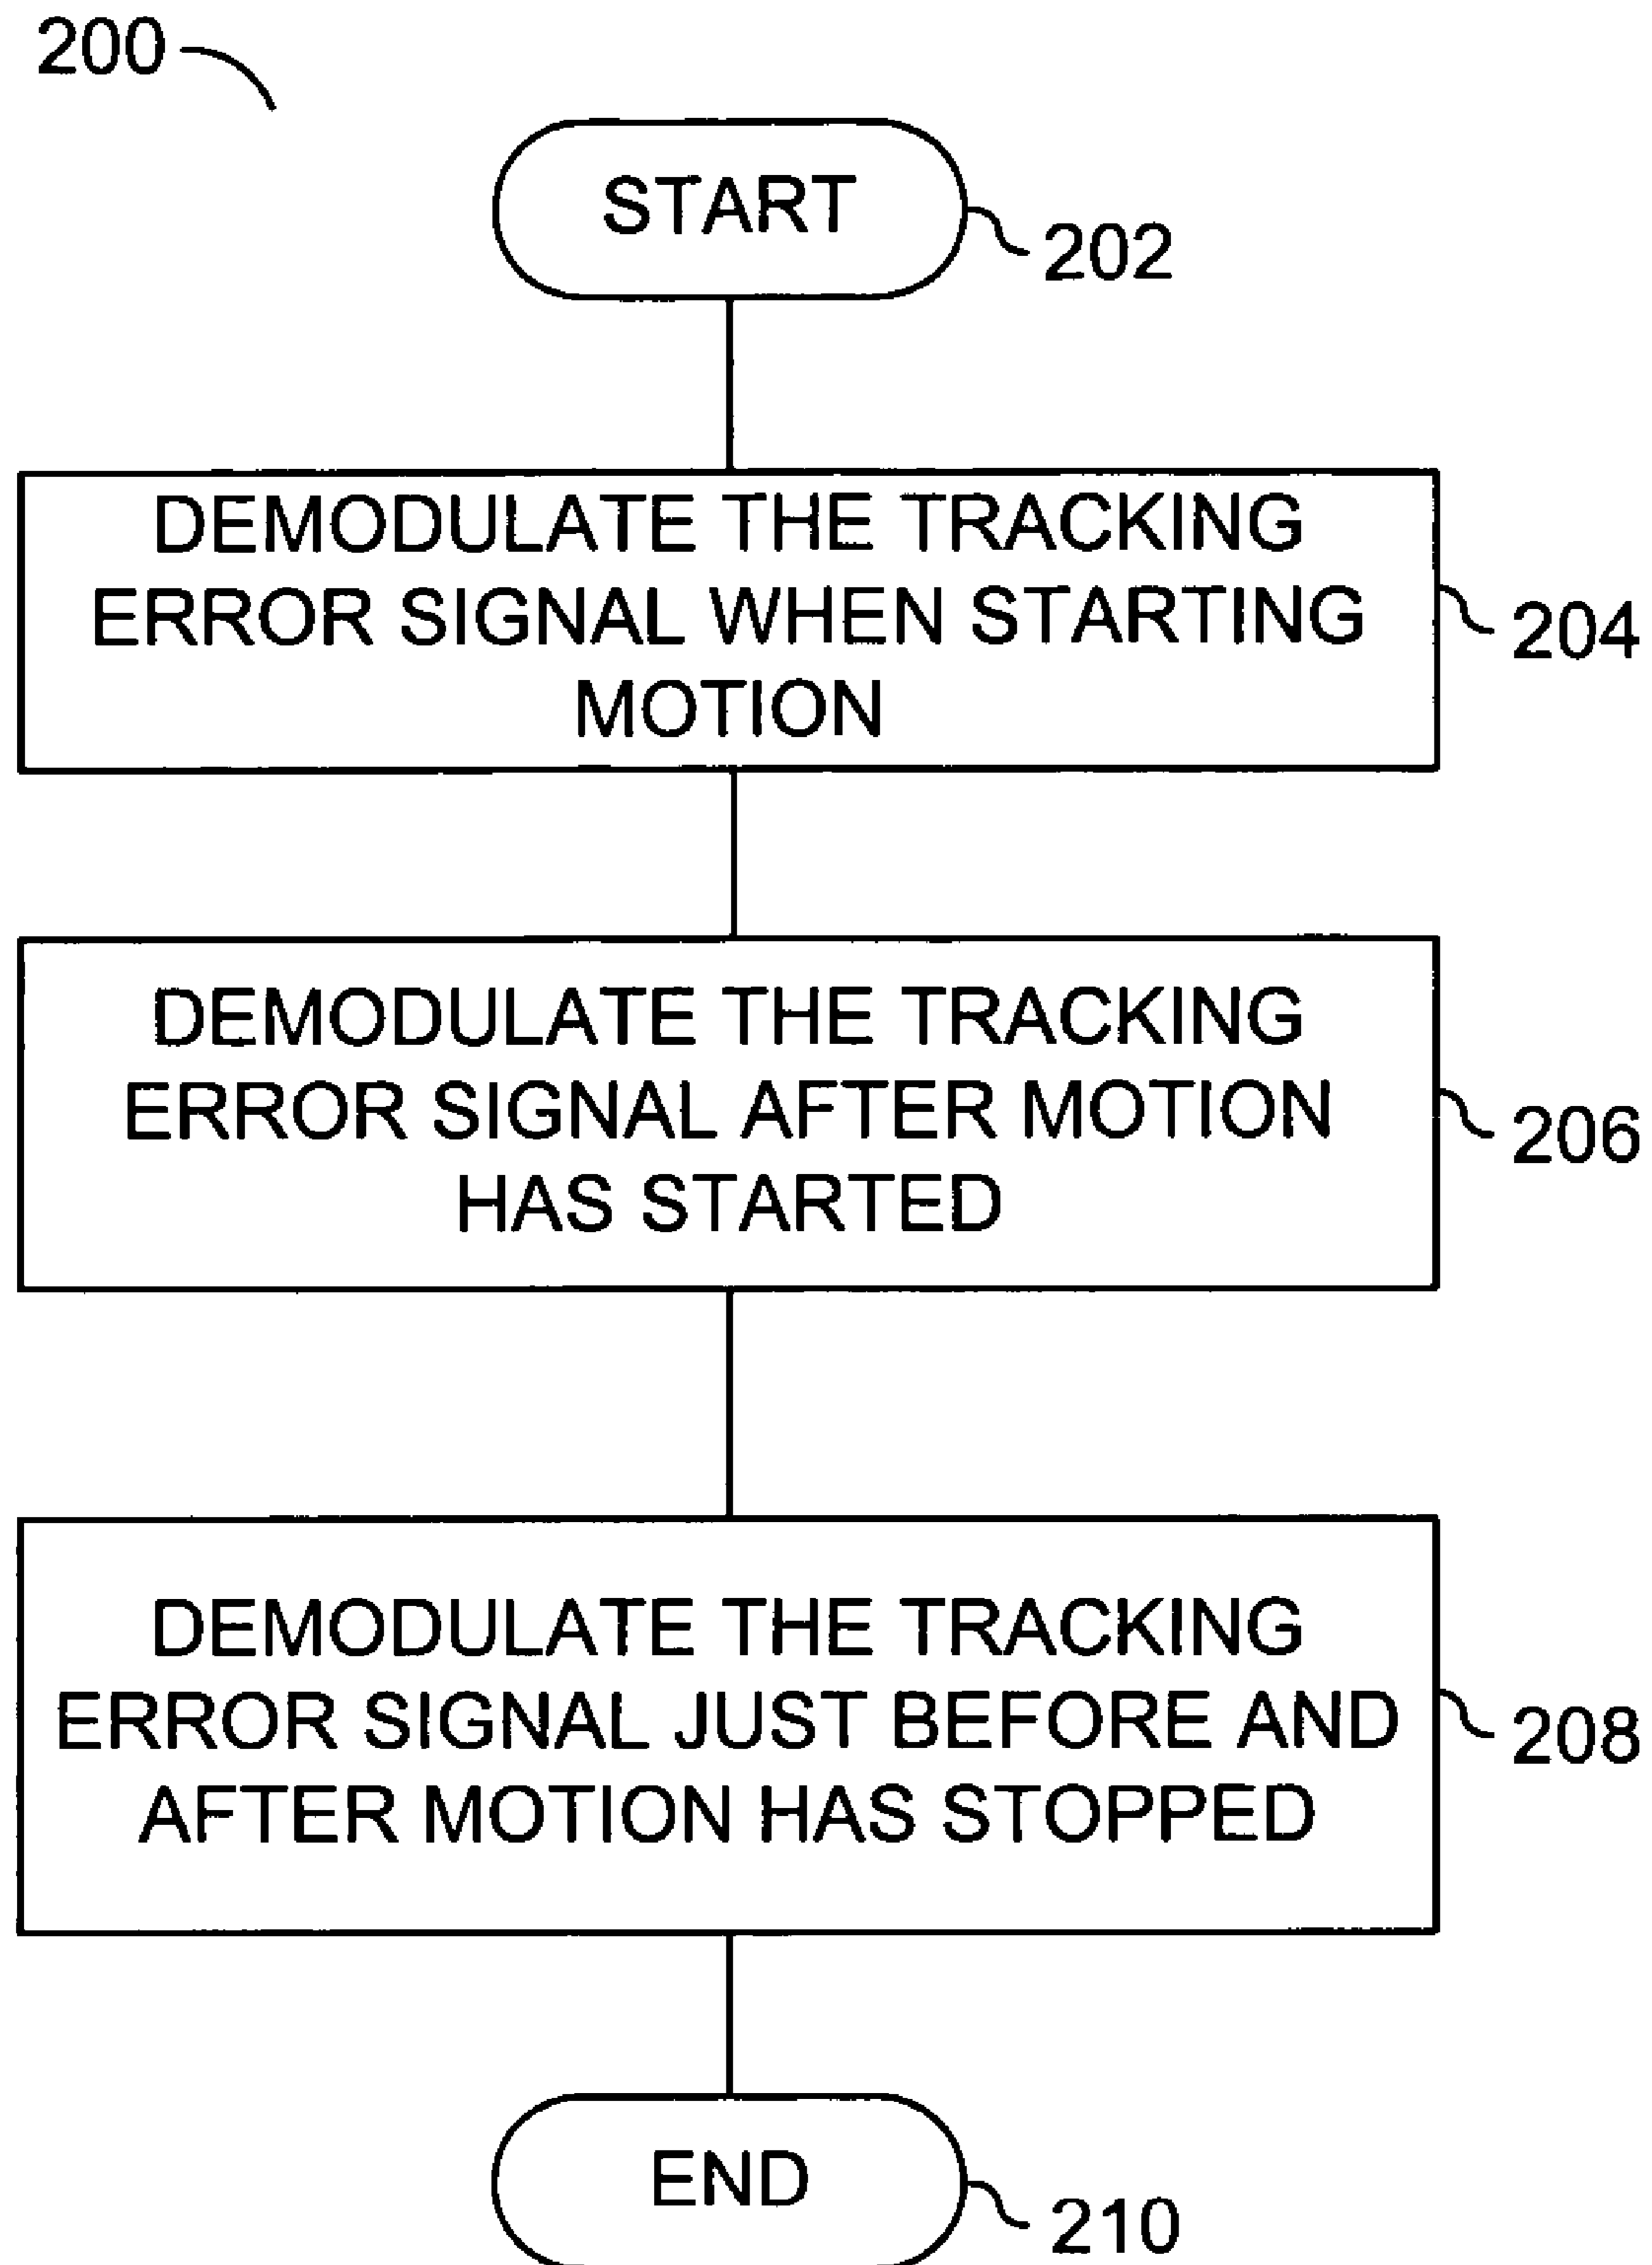 200
START
202
DEMODULATE THE TRACKING
ERROR SIGNAL WHEN STARTING
MOTION
204
DEMODULATE THE TRACKING
ERROR SIGNAL AFTER MOTION
HAS STARTED
206
DEMODULATE THE TRACKING
ERROR SIGNAL JUST BEFORE AND
AFTER MOTION HAS STOPPED
208
END
210